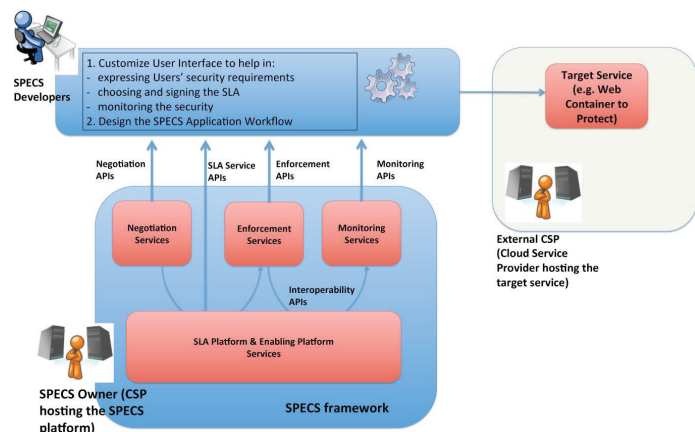 SPECS
Developers
1. Customize User Interface to help in:
- expressing Users' security requirements
- choosing and signing the SLA
- monitoring the security
2. Design the SPECS Application Workflow
Target Service
(e.g. Web
Container to
Protect)
Negotiation
APIs
SLA Service
APIs
Enforcement
APIs
Monitoring
APIs
Negotiation
Services
Enforcement
Services
Monitoring
Services
External CSP
(Cloud Service
Provider hosting the
target service)
Interoperability
APIs
SLA Platform & Enabling Platform
Services
SPECS Owner (CSP
hosting the SPECS
platform)
SPECS framework